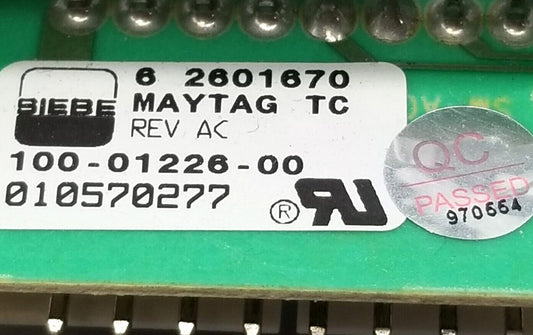 6 2601670
SIEBE
MAYTAG TC
REV AC
100-01226-00
010570277
®
QC
PASSED
970664